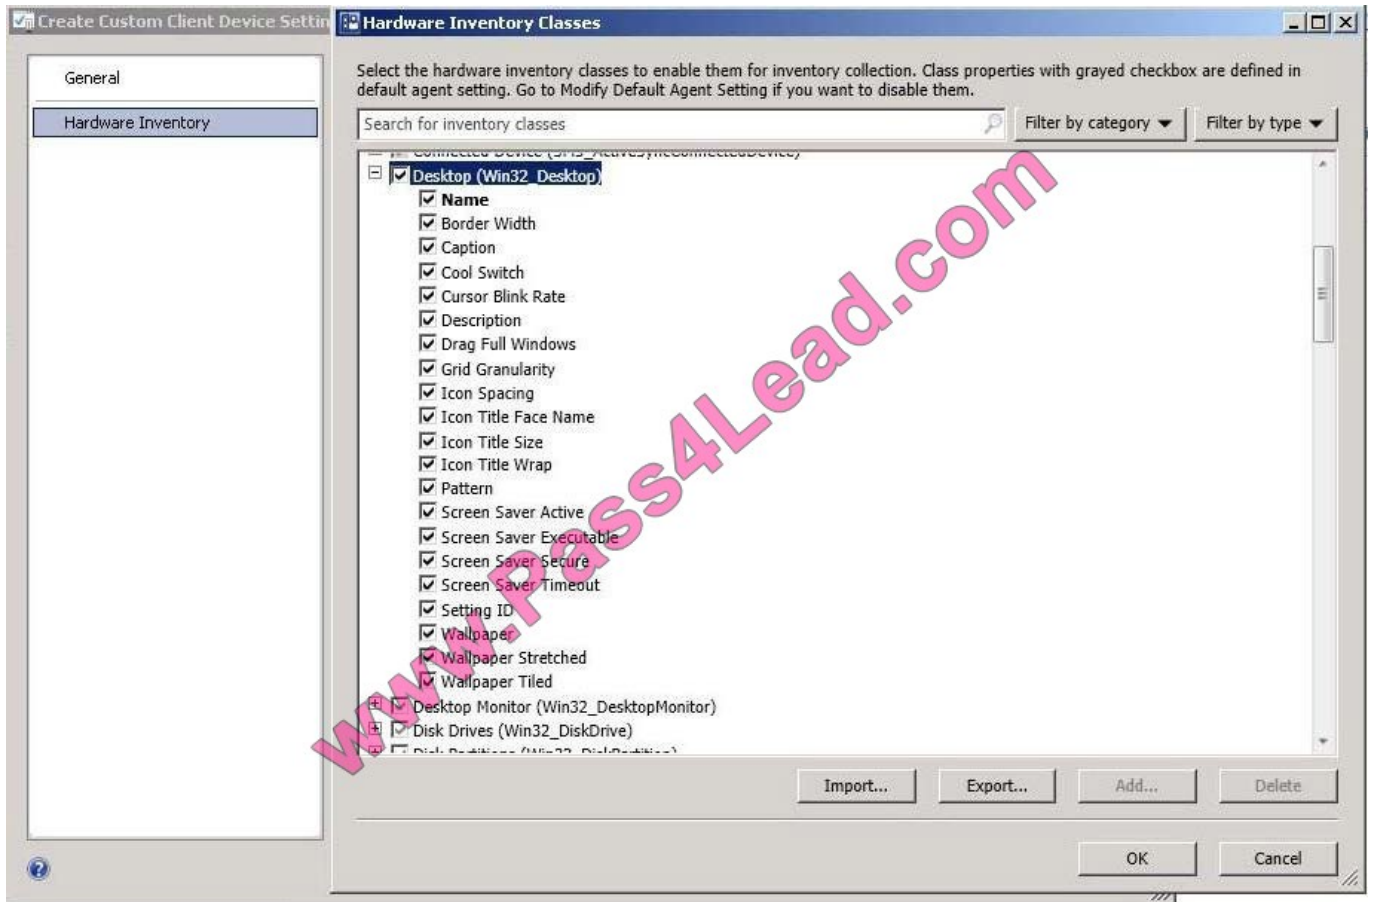 Create Custom Client Device Settin
Hardware Inventory Classes
General
Hardware Inventory
Select the hardware inventory classes to enable them for inventory collection. Class properties with grayed checkbox are defined in
default agent setting. Go to Modify Default Agent Setting if you want to disable them.
Search for inventory classes
Filter by category
Filter by type
Connected Device (SMS_ActiveSyncConnectedDevice)
Desktop (Win32_Desktop)
Name
Border Width
Caption
Cool Switch
Cursor Blink Rate
Description
Drag Full Windows
Grid Granularity
Icon Spacing
Icon Title Face Name
Icon Title Size
Icon Title Wrap
Pattern
Screen Saver Active
Screen Saver Executable
Screen Saver Secure
Screen Saver Timeout
Setting ID
Wallpaper
Wallpaper Stretched
Wallpaper Tiled
Desktop Monitor (Win32_DesktopMonitor)
Disk Drives (Win32_DiskDrive)
Disk Partitions (Win32_DiskPartition)
www.Pass4Lead.com
Import...
Export...
Add...
Delete
OK
Cancel